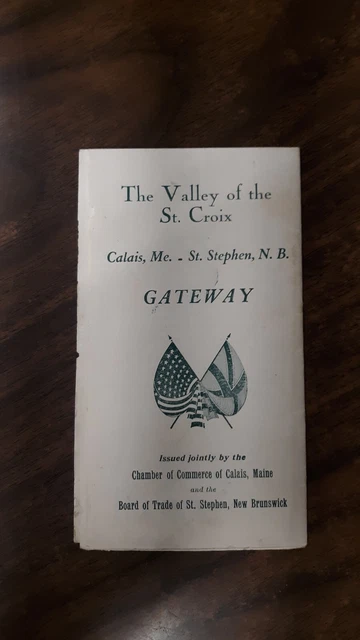 The Valley of the
St. Croix
Calais, Me. - St. Stephen, N. B.
GATEWAY
Issued jointly by the
Chamber of Commerce of Calais, Maine
and the
Board of Trade of St. Stephen, New Brunswick